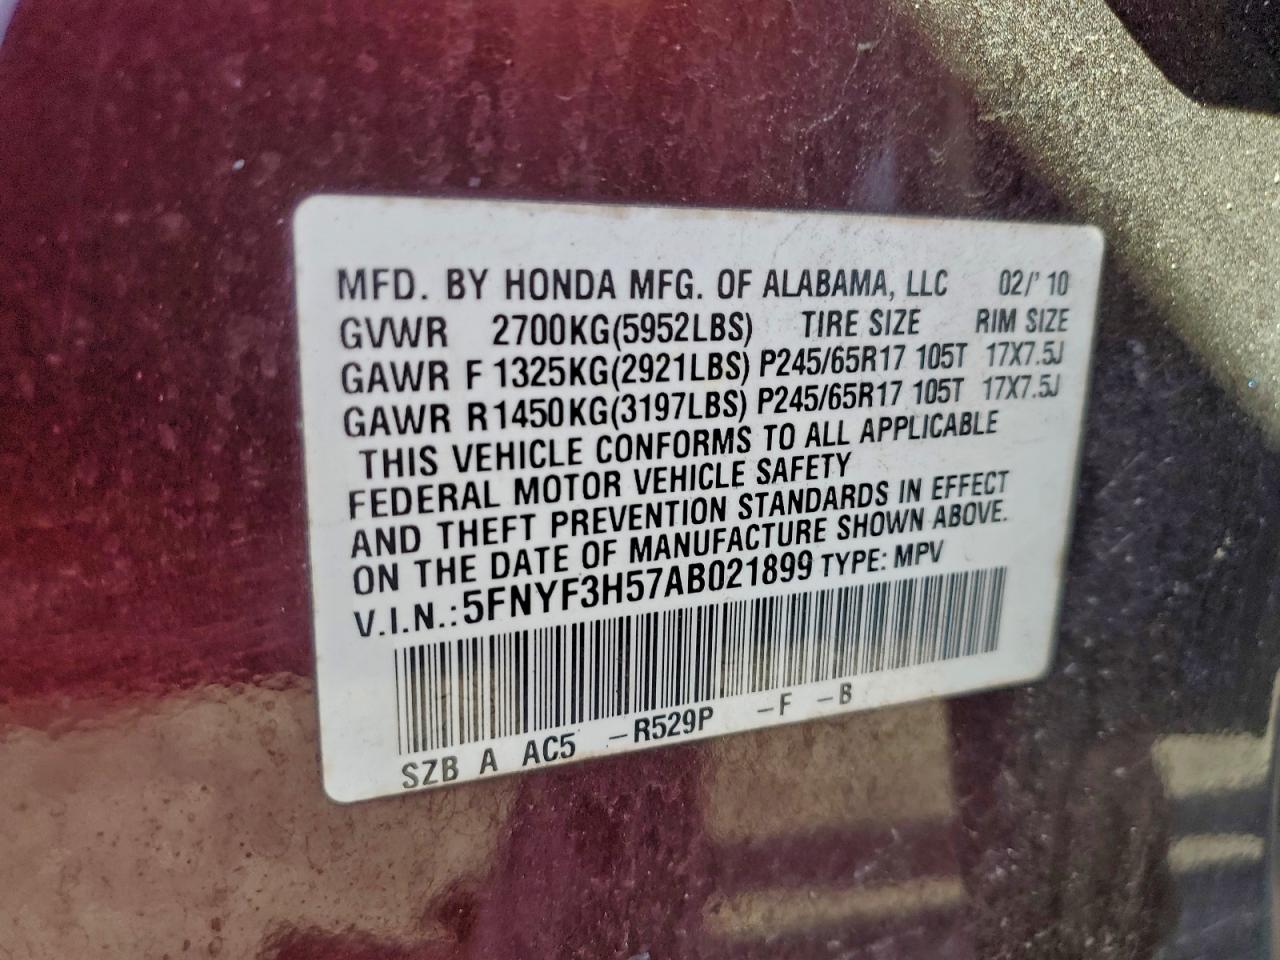 MFD. BY HONDA MFG. OF ALABAMA, LLC 02/'10
GVWR 2700KG(5952LBS) TIRE SIZE RIM SIZE
GAWR F 1325KG(2921LBS) P245/65R17 105T 17X7.5J
GAWR R1450KG(3197LBS) P245/65R17 105T 17X7.5J
THIS VEHICLE CONFORMS TO ALL APPLICABLE
FEDERAL MOTOR VEHICLE SAFETY
AND THEFT PREVENTION STANDARDS IN EFFECT
ON THE DATE OF MANUFACTURE SHOWN ABOVE.
V.I.N.:5FNYF3H57AB021899 TYPE: MPV
SZB A AC5 -R529P -F -B